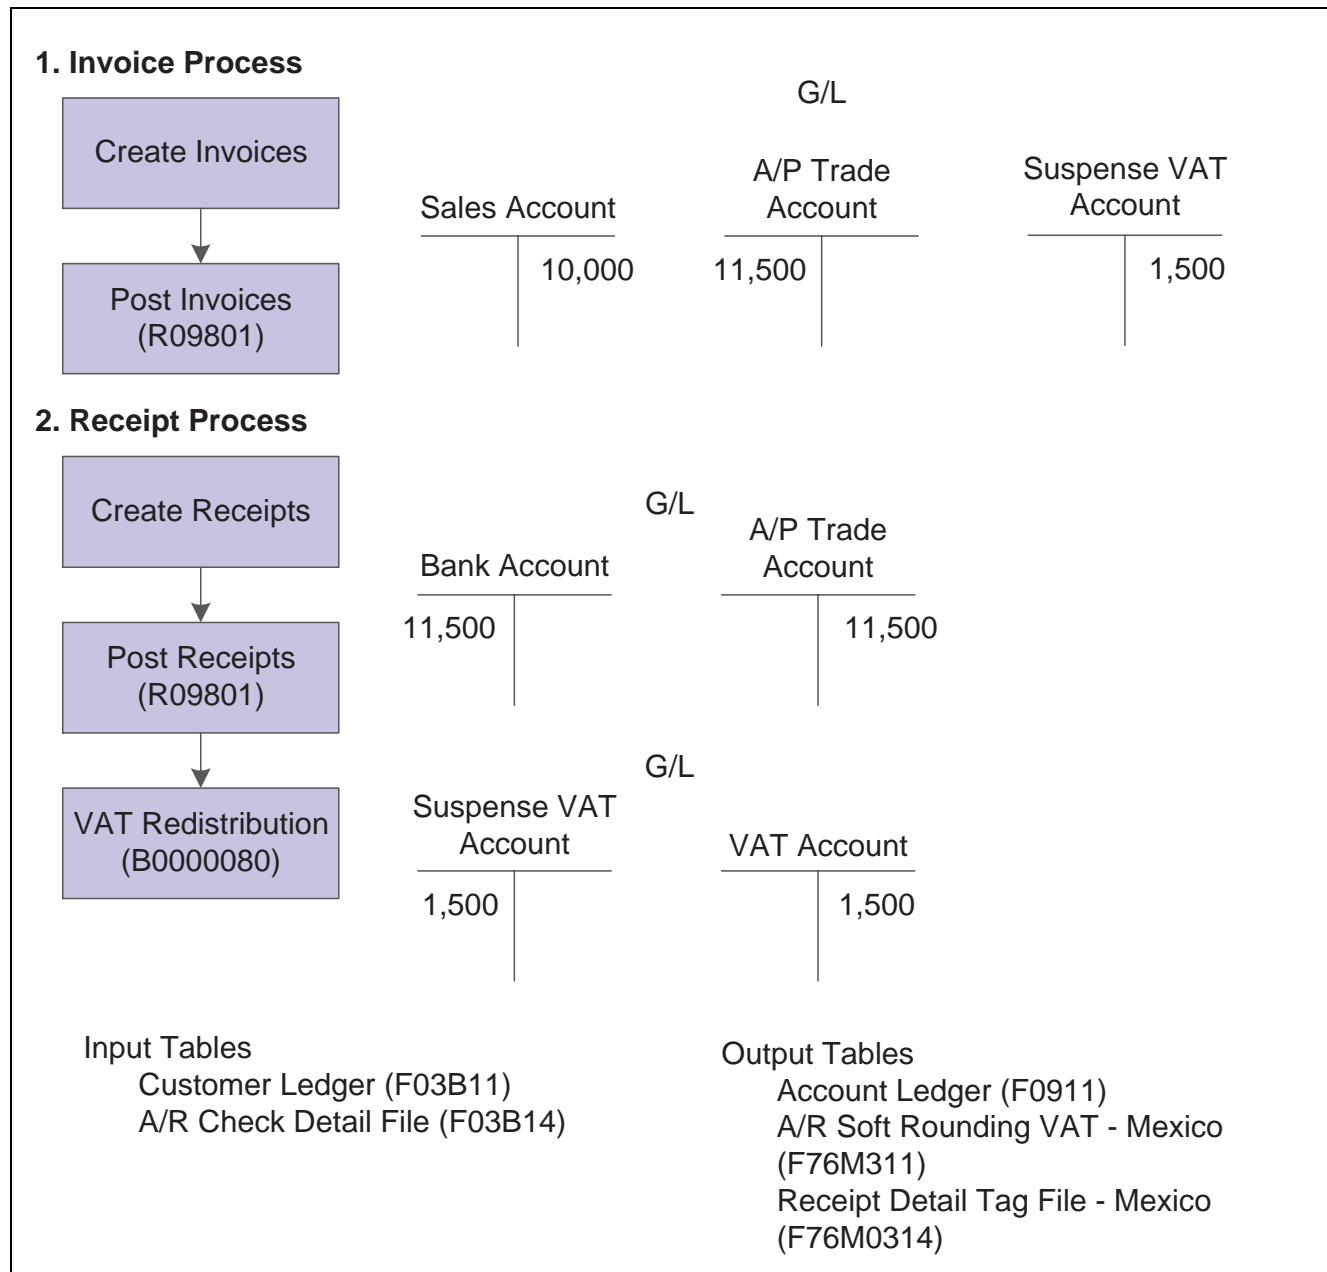 1. Invoice Process
Create Invoices
Post Invoices
(R09801)
G/L
Sales Account
10,000
A/P Trade
Account
11,500
Suspense VAT
Account
1,500
2. Receipt Process
Create Receipts
Post Receipts
(R09801)
VAT Redistribution
(B0000080)
G/L
Bank Account
11,500
A/P Trade
Account
11,500
G/L
Suspense VAT
Account
1,500
VAT Account
1,500
Input Tables
Customer Ledger (F03B11)
A/R Check Detail File (F03B14)
Output Tables
Account Ledger (F0911)
A/R Soft Rounding VAT - Mexico
(F76M311)
Receipt Detail Tag File - Mexico
(F76M0314)